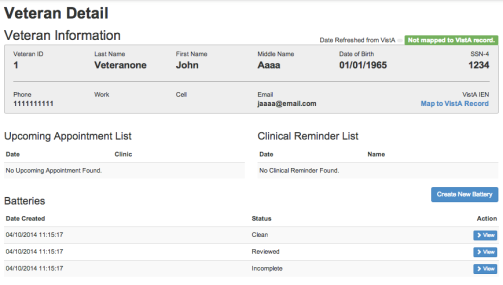 Veteran Detail
Veteran Information
Date Refreshed from VistA -- Not mapped to VistA record.
Veteran ID Last Name First Name Middle Name Date of Birth SSN-4
1 Veteranone John Aaaa 01/01/1965 1234
Phone Work Cell Email VistA IEN
1111111111 jaaaa@email.com Map to VistA Record
Upcoming Appointment List Clinical Reminder List
Date Clinic Date Name
No Upcoming Appointment Found. No Clinical Reminder Found.
Create New Battery
Batteries
Date Created Status Action
04/10/2014 11:15:17 Clean View
04/10/2014 11:15:17 Reviewed View
04/10/2014 11:15:17 Incomplete View